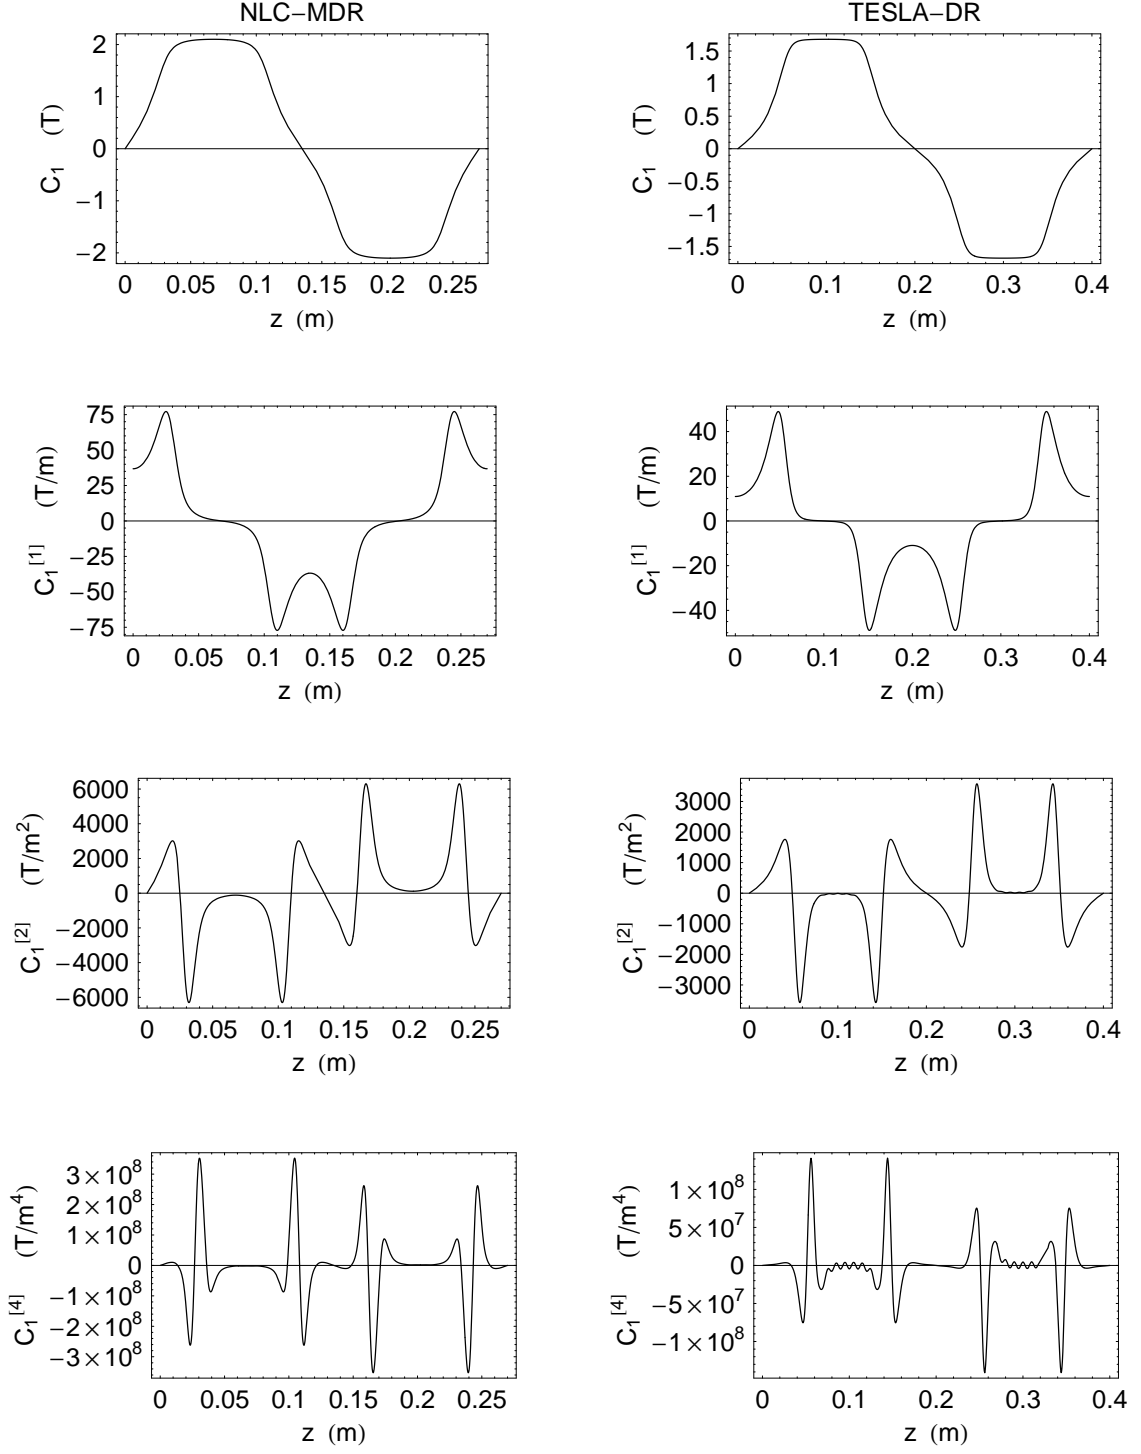 NLC−MDR
TESLA−DR
C₁ (T)
2
1
0
−1
−2
0 0.05 0.1 0.15 0.2 0.25
z (m)
C₁ (T)
1.5
1
0.5
0
−0.5
−1
−1.5
0 0.1 0.2 0.3 0.4
z (m)
C₁[1] (T/m)
75
50
25
0
−25
−50
−75
0 0.05 0.1 0.15 0.2 0.25
z (m)
C₁[1] (T/m)
40
20
0
−20
−40
0 0.1 0.2 0.3 0.4
z (m)
C₁[2] (T/m²)
6000
4000
2000
0
−2000
−4000
−6000
0 0.05 0.1 0.15 0.2 0.25
z (m)
C₁[2] (T/m²)
3000
2000
1000
0
−1000
−2000
−3000
0 0.1 0.2 0.3 0.4
z (m)
C₁[4] (T/m⁴)
3×10⁸
2×10⁸
1×10⁸
0
−1×10⁸
−2×10⁸
−3×10⁸
0 0.05 0.1 0.15 0.2 0.25
z (m)
C₁[4] (T/m⁴)
1×10⁸
5×10⁷
0
−5×10⁷
−1×10⁸
0 0.1 0.2 0.3 0.4
z (m)